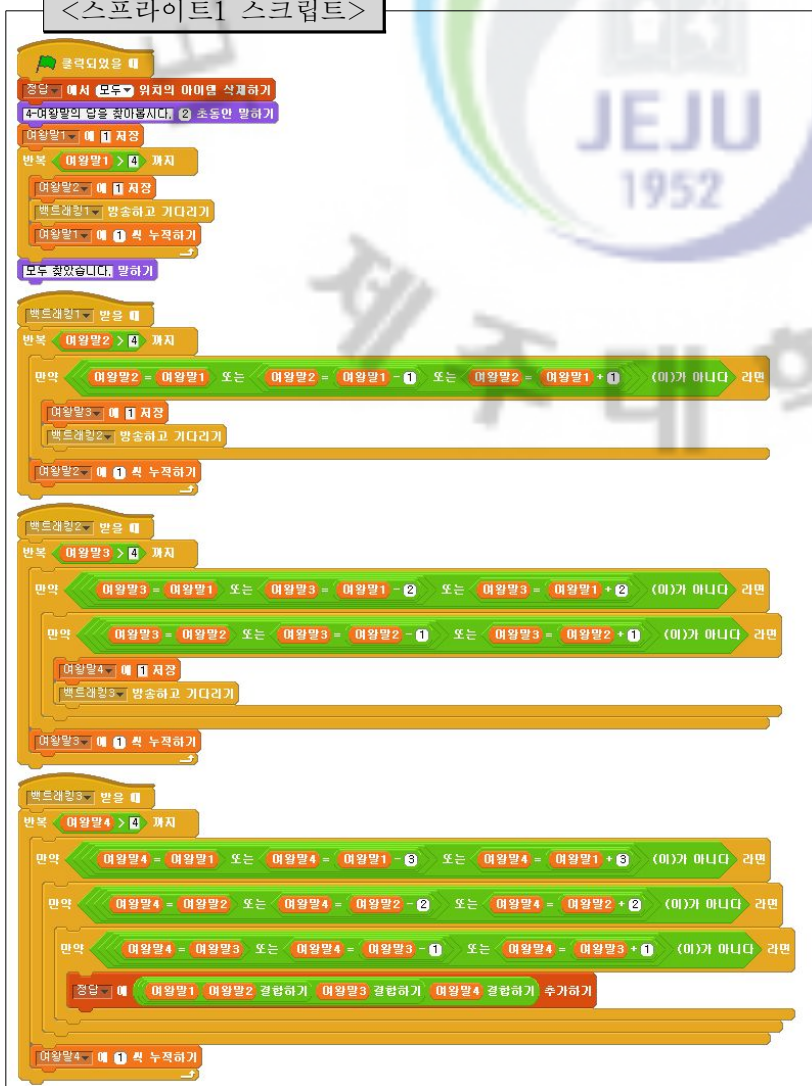 <스프라이트1 스크립트>
클릭되었을 때
정답 에서 모두 위치의 아이템 삭제하기
4-여왕말의 답을 찾아봅시다. 2 초동안 말하기
여왕말1 에 1 저장
반복 여왕말1 > 4 까지
여왕말2 에 1 저장
백트래킹1 방송하고 기다리기
여왕말1 에 1 씩 누적하기
모두 찾았습니다. 말하기
백트래킹1 받을 때
반복 여왕말2 > 4 까지
만약 여왕말2 = 여왕말1 또는 여왕말2 = 여왕말1 - 1 또는 여왕말2 = 여왕말1 + 1 (이)가 아니다 라면
여왕말3 에 1 저장
백트래킹2 방송하고 기다리기
여왕말2 에 1 씩 누적하기
백트래킹2 받을 때
반복 여왕말3 > 4 까지
만약 여왕말3 = 여왕말1 또는 여왕말3 = 여왕말1 - 2 또는 여왕말3 = 여왕말1 + 2 (이)가 아니다 라면
만약 여왕말3 = 여왕말2 또는 여왕말3 = 여왕말2 - 1 또는 여왕말3 = 여왕말2 + 1 (이)가 아니다 라면
여왕말4 에 1 저장
백트래킹3 방송하고 기다리기
여왕말3 에 1 씩 누적하기
백트래킹3 받을 때
반복 여왕말4 > 4 까지
만약 여왕말4 = 여왕말1 또는 여왕말4 = 여왕말1 - 3 또는 여왕말4 = 여왕말1 + 3 (이)가 아니다 라면
만약 여왕말4 = 여왕말2 또는 여왕말4 = 여왕말2 - 2 또는 여왕말4 = 여왕말2 + 2 (이)가 아니다 라면
만약 여왕말4 = 여왕말3 또는 여왕말4 = 여왕말3 - 1 또는 여왕말4 = 여왕말3 + 1 (이)가 아니다 라면
정답 에 여왕말1 여왕말2 결합하기 여왕말3 결합하기 여왕말4 결합하기 추가하기
여왕말4 에 1 씩 누적하기
JEJU
1952
제주대